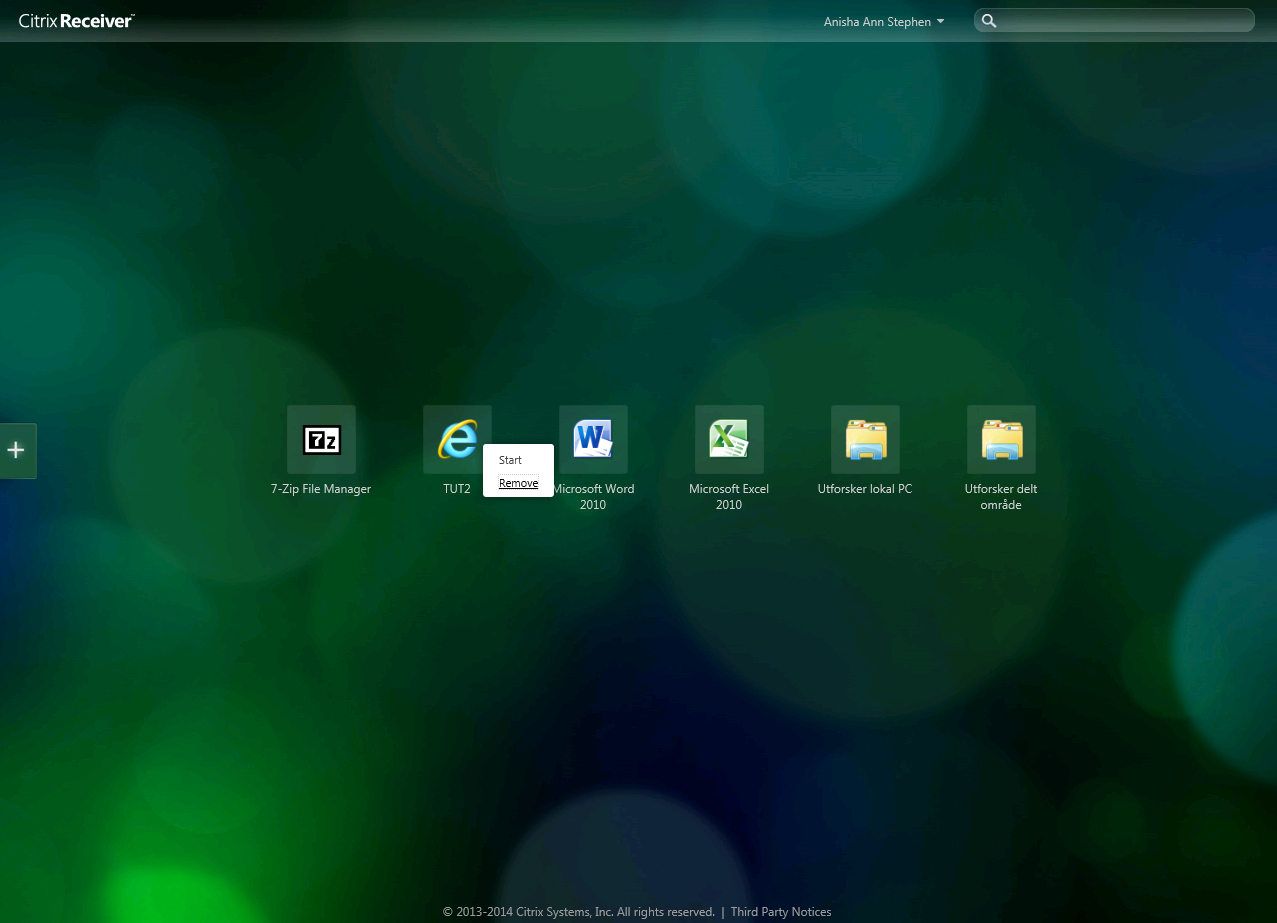 Citrix Receiver™
Anisha Ann Stephen
7z
7-Zip File Manager
TUT2
Start
Remove
Microsoft Word
2010
Microsoft Excel
2010
Utforsker lokal PC
Utforsker delt
område
© 2013-2014 Citrix Systems, Inc. All rights reserved. | Third Party Notices